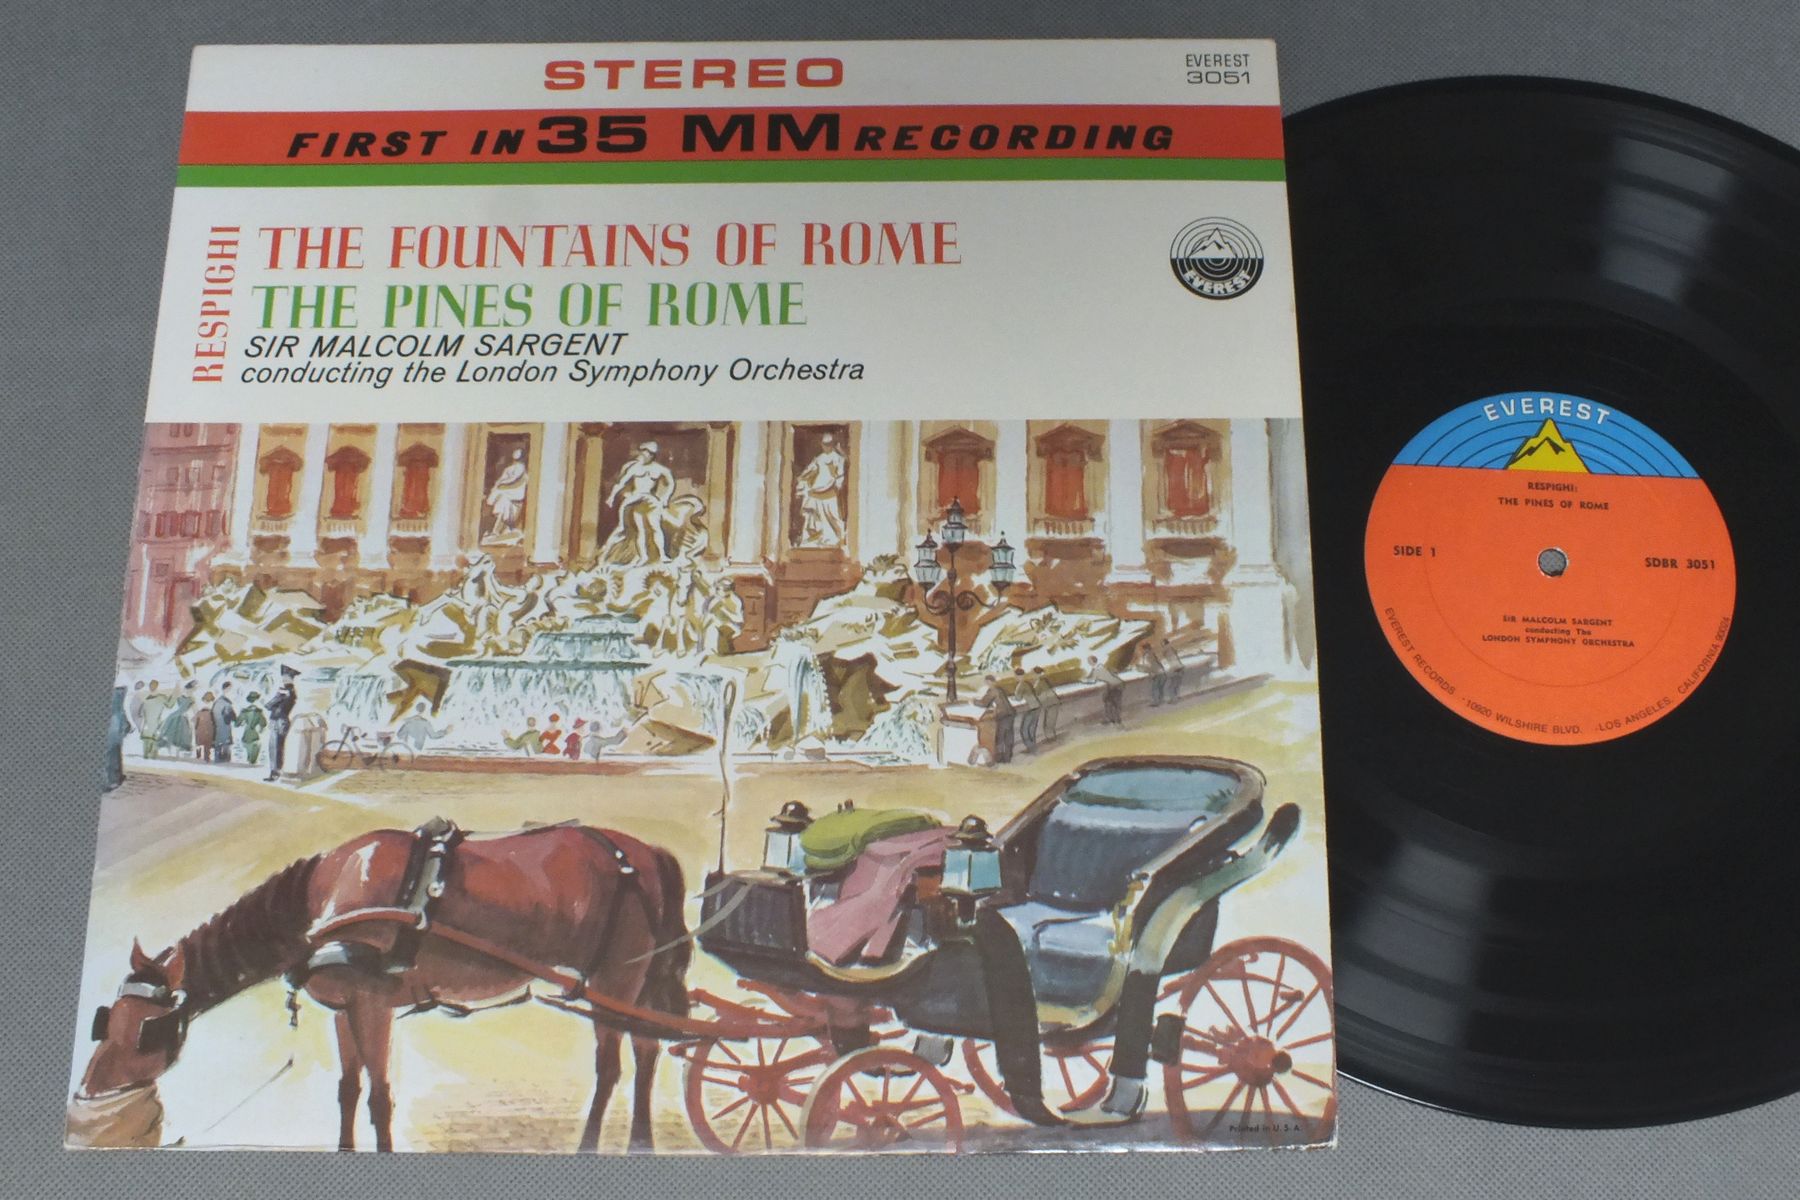 STEREO
EVEREST
3051
FIRST IN 35 MM RECORDING
RESPIGHI
THE FOUNTAINS OF ROME
THE PINES OF ROME
SIR MALCOLM SARGENT
conducting the London Symphony Orchestra
EVEREST
Printed in U.S.A.
EVEREST
RESPIGHI:
THE PINES OF ROME
SIDE 1
SDBR 3051
SIR MALCOLM SARGENT
conducting The
LONDON SYMPHONY ORCHESTRA
EVEREST RECORDS - 10920 WILSHIRE BLVD. - LOS ANGELES, CALIFORNIA 90024